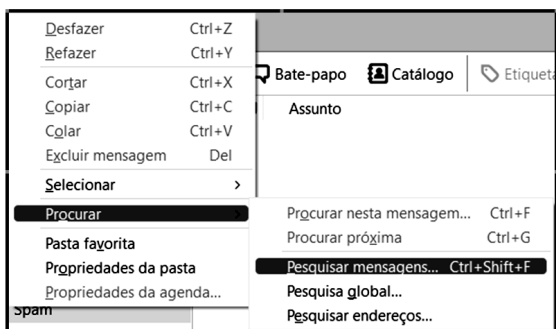 Desfazer Ctrl+Z
Refazer Ctrl+Y
Cortar Ctrl+X
Copiar Ctrl+C
Colar Ctrl+V
Excluir mensagem Del
Selecionar >
Procurar >
Pasta favorita
Propriedades da pasta
Propriedades da agenda...
Spam
Bate-papo Catálogo
Assunto
Procurar nesta mensagem... Ctrl+F
Procurar próxima Ctrl+G
Pesquisar mensagens... Ctrl+Shift+F
Pesquisa global...
Pesquisar endereços...